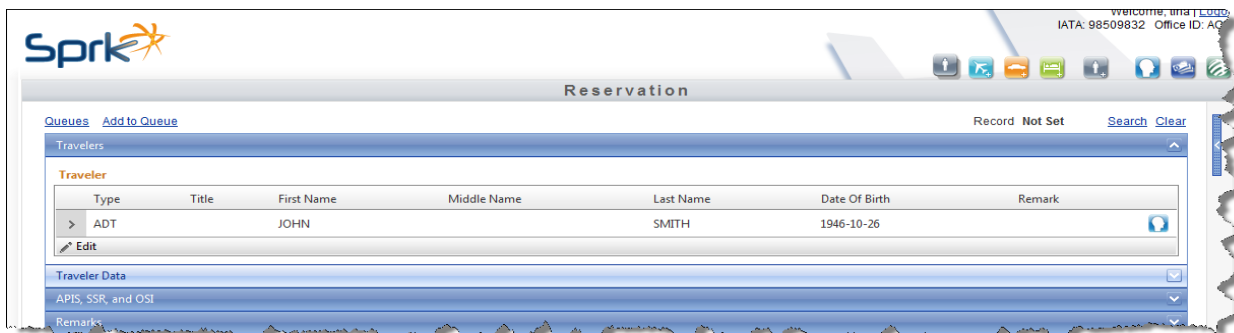 Welcome, tina | Logo
Sprk
IATA: 98509832 Office ID: AC
Reservation
Queues Add to Queue Record Not Set Search Clear
Travelers
Traveler
Type Title First Name Middle Name Last Name Date Of Birth Remark
> ADT JOHN SMITH 1946-10-26
Edit
Traveler Data
APIS, SSR, and OSI
Remarks